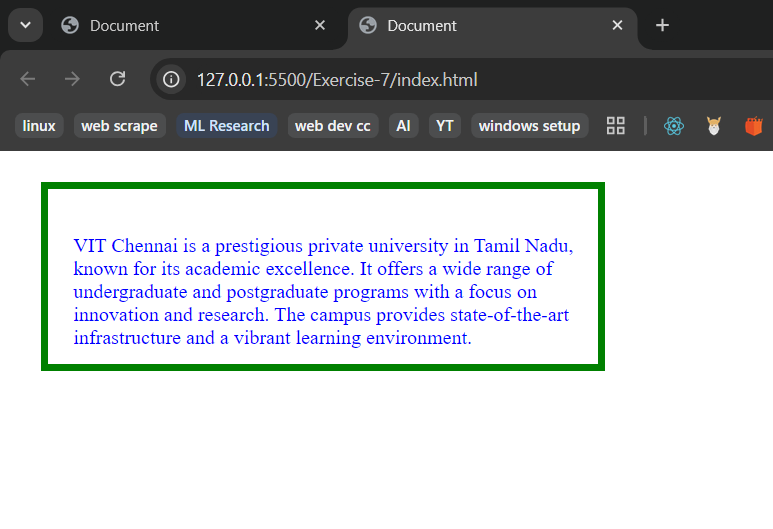 Document
Document
127.0.0.1:5500/Exercise-7/index.html
linux web scrape ML Research web dev cc AI YT windows setup
VIT Chennai is a prestigious private university in Tamil Nadu,
known for its academic excellence. It offers a wide range of
undergraduate and postgraduate programs with a focus on
innovation and research. The campus provides state-of-the-art
infrastructure and a vibrant learning environment.